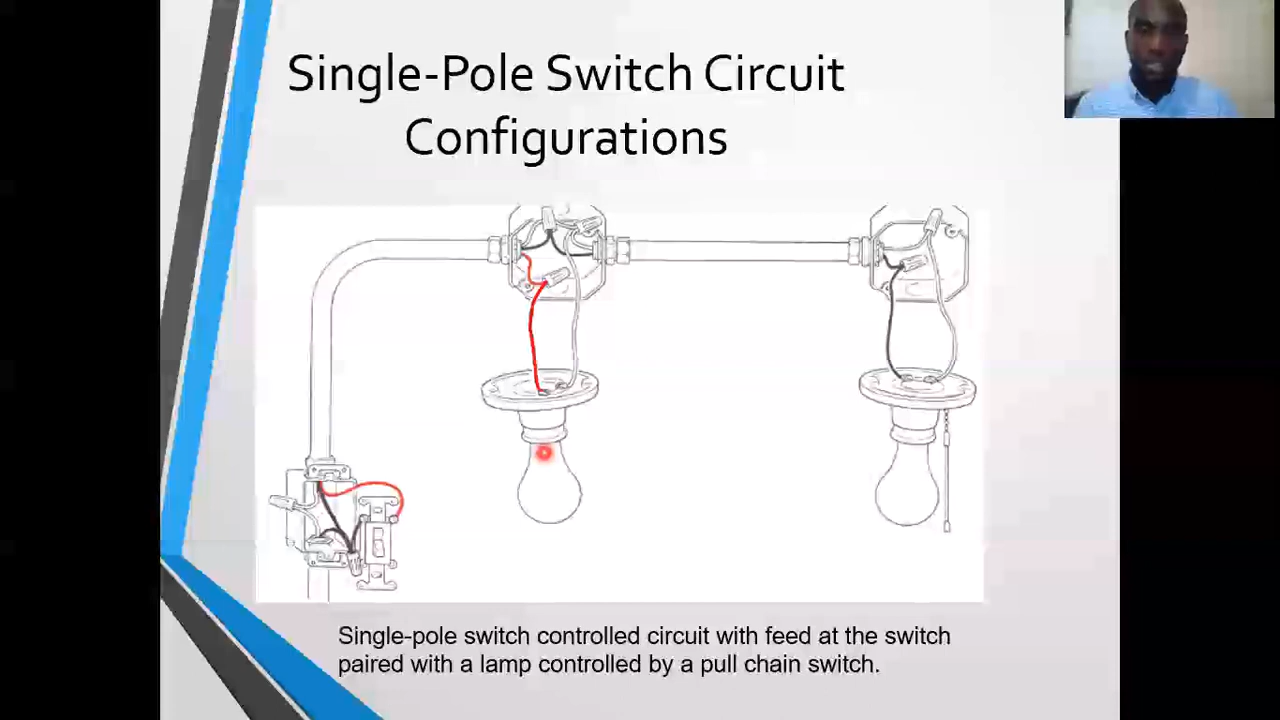 Single-Pole Switch Circuit
Configurations
Single-pole switch controlled circuit with feed at the switch
paired with a lamp controlled by a pull chain switch.